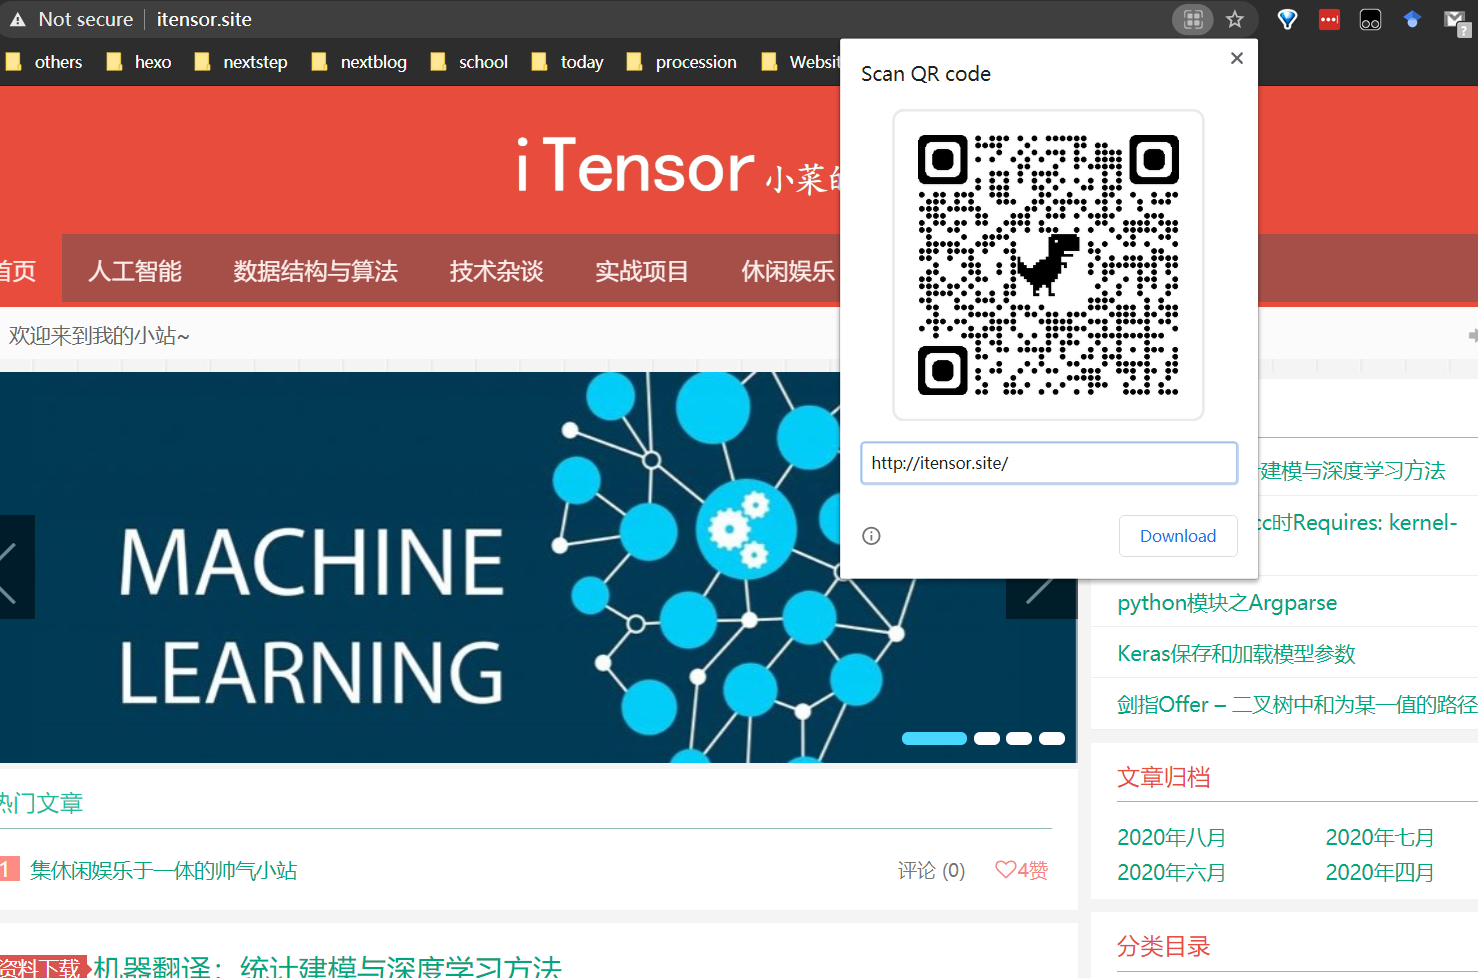 Not secure itensor.site
others hexo nextstep nextblog school today procession Websit
Scan QR code
iTensor 小菜的
首页 人工智能 数据结构与算法 技术杂谈 实战项目 休闲娱乐
欢迎来到我的小站~
http://itensor.site/
Download
MACHINE
LEARNING
建模与深度学习方法
cc时Requires: kernel-
python模块之Argparse
Keras保存和加载模型参数
剑指Offer – 二叉树中和为某一值的路径
文章归档
2020年八月 2020年七月
2020年六月 2020年四月
分类目录
热门文章
1 集休闲娱乐于一体的帅气小站 评论 (0) 4赞
资料下载 机器翻译：统计建模与深度学习方法